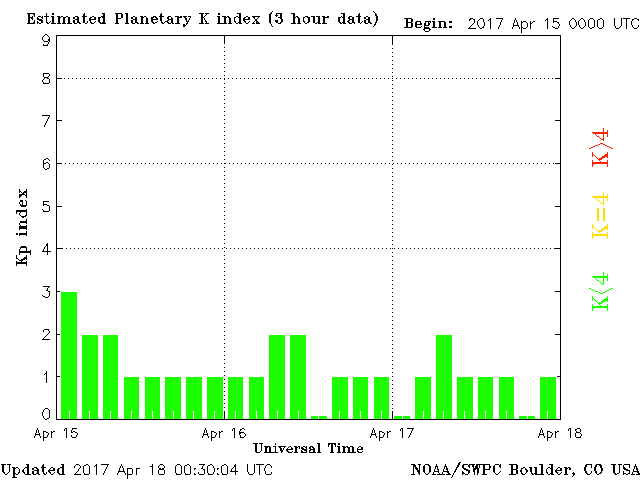 Estimated Planetary K index (3 hour data) Begin: 2017 Apr 15 0000 UTC
9
8
7
6
5
4
3
2
1
0
Kp index
K>4
K=4
K<4
Apr 15 Apr 16 Apr 17 Apr 18
Universal Time
Updated 2017 Apr 18 00:30:04 UTC NOAA/SWPC Boulder, CO USA